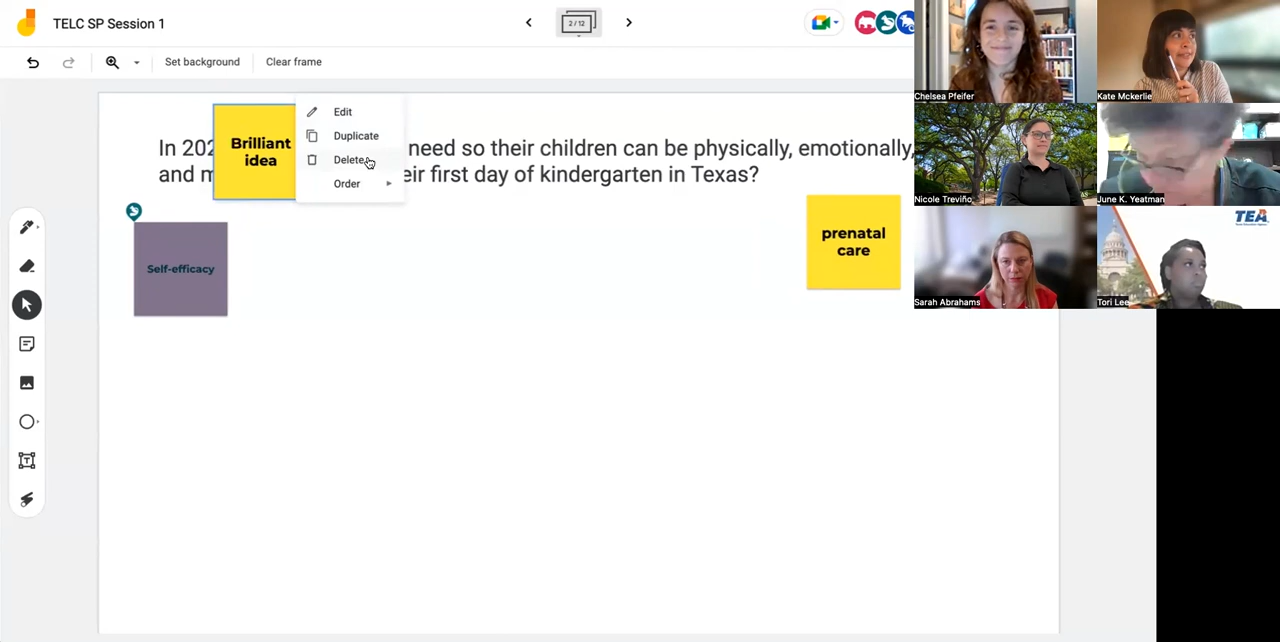 TELC SP Session 1
2 / 12
Set background
Clear frame
Brilliant
idea
Edit
Duplicate
Delete
Order
In 202 need so their children can be physically, emotionally,
and m eir first day of kindergarten in Texas?
Self-efficacy
prenatal
care
Chelsea Pfeifer
Kate Mckerlie
Nicole Treviño
June K. Yeatman
TEA
Sarah Abrahams
Tori Lee